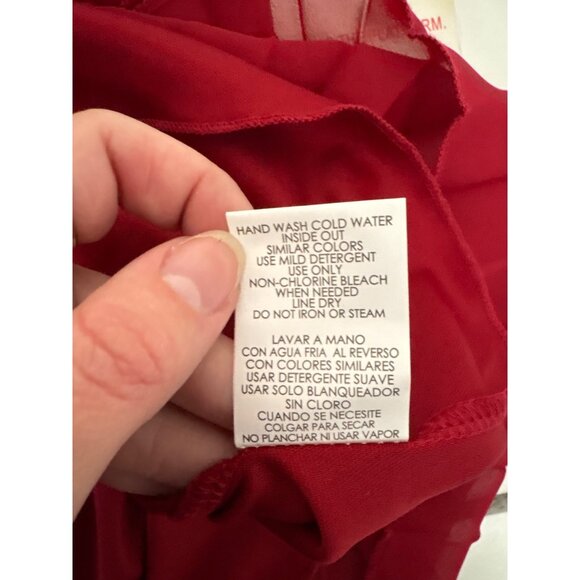 RM.
HAND WASH COLD WATER
INSIDE OUT
SIMILAR COLORS
USE MILD DETERGENT
USE ONLY
NON-CHLORINE BLEACH
WHEN NEEDED
LINE DRY
DO NOT IRON OR STEAM
LAVAR A MANO
CON AGUA FRIA AL REVERSO
CON COLORES SIMILARES
USAR DETERGENTE SUAVE
USAR SOLO BLANQUEADOR
SIN CLORO
CUANDO SE NECESITE
COLGAR PARA SECAR
NO PLANCHAR NI USAR VAPOR